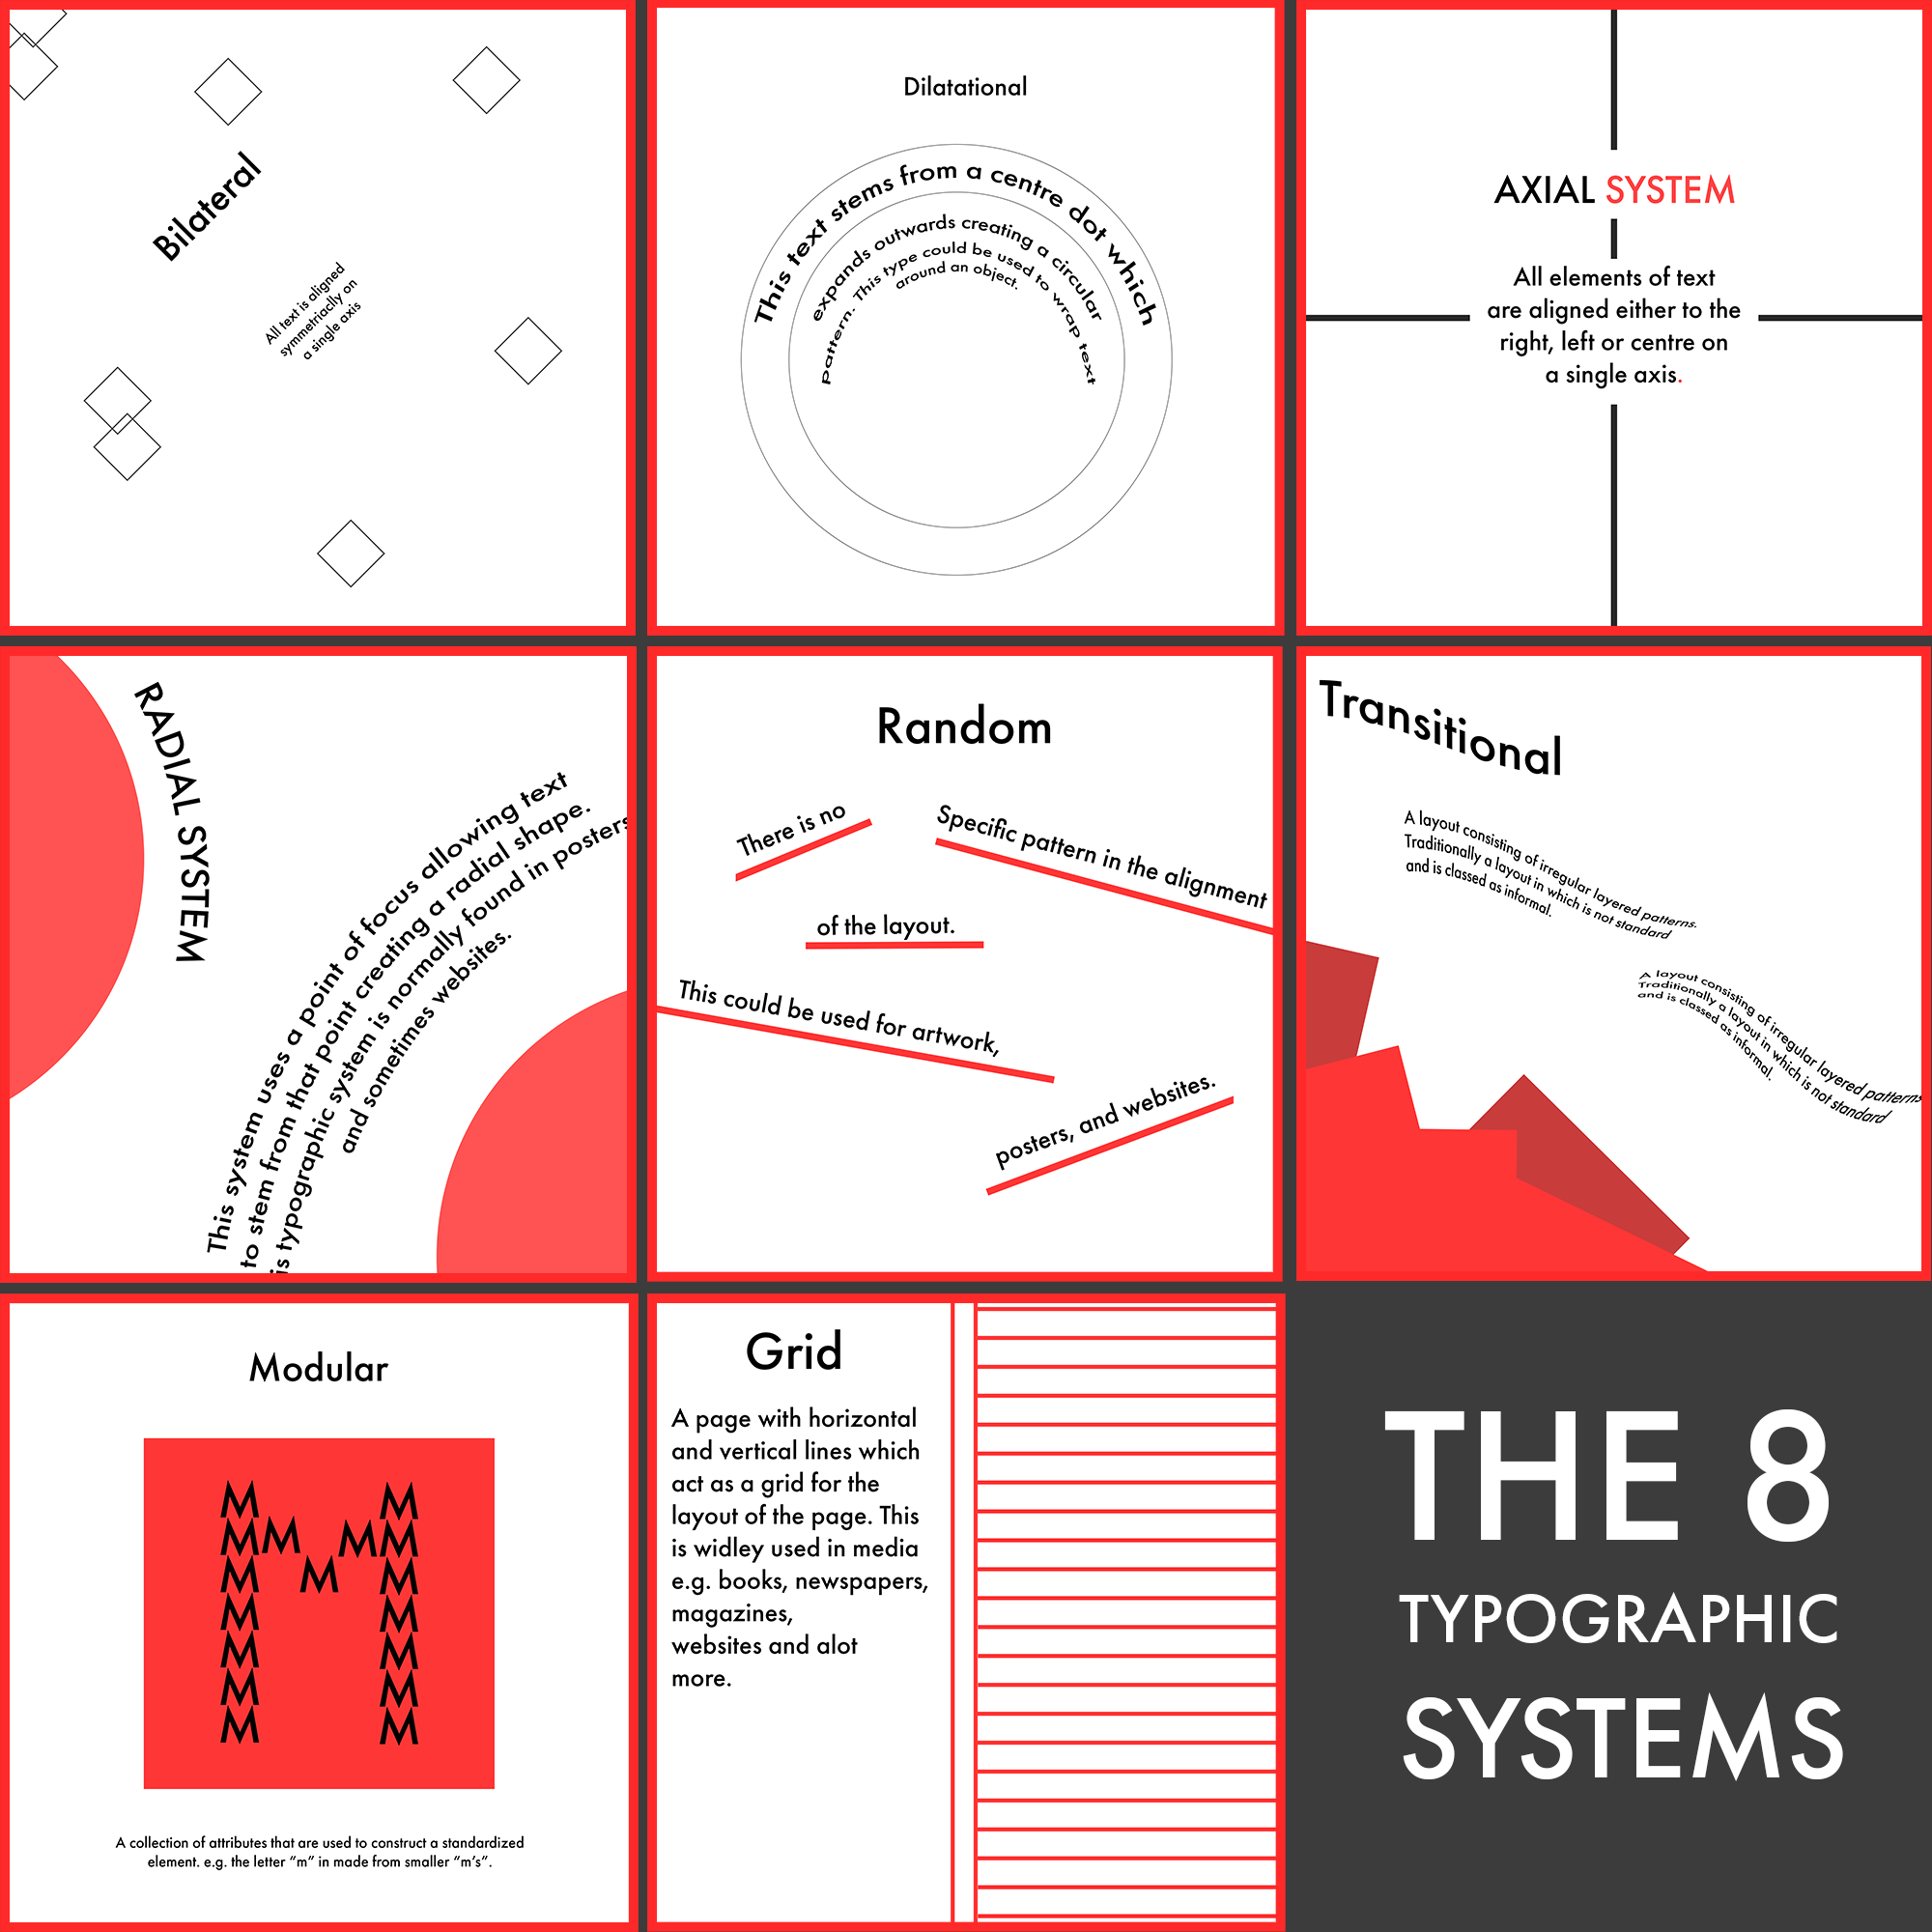 Bilateral
All text is aligned
symmetriaclly on
a single axis
Dilatational
This text stems from a centre dot which
expands outwards creating a circular
pattern. This type could be used to wrap text
around an object.
AXIAL SYSTEM
All elements of text
are aligned either to the
right, left or centre on
a single axis.
RADIAL SYSTEM
This system uses a point of focus allowing text
to stem from that point creating a radial shape.
is typographic system is normally found in posters
and sometimes websites.
Random
There is no
Specific pattern in the alignment
of the layout.
This could be used for artwork,
posters, and websites.
Transitional
A layout consisting of irregular layered patterns.
Traditionally a layout in which is not standard
and is classed as informal.
A layout consisting of irregular layered patterns
Traditionally a layout in which is not standard
and is classed as informal.
Modular
M M
M M M M
M M M
M M
M M
M M
M M
A collection of attributes that are used to construct a standardized
element. e.g. the letter “m” in made from smaller “m’s”.
Grid
A page with horizontal
and vertical lines which
act as a grid for the
layout of the page. This
is widley used in media
e.g. books, newspapers,
magazines,
websites and alot
more.
THE 8
TYPOGRAPHIC
SYSTEMS